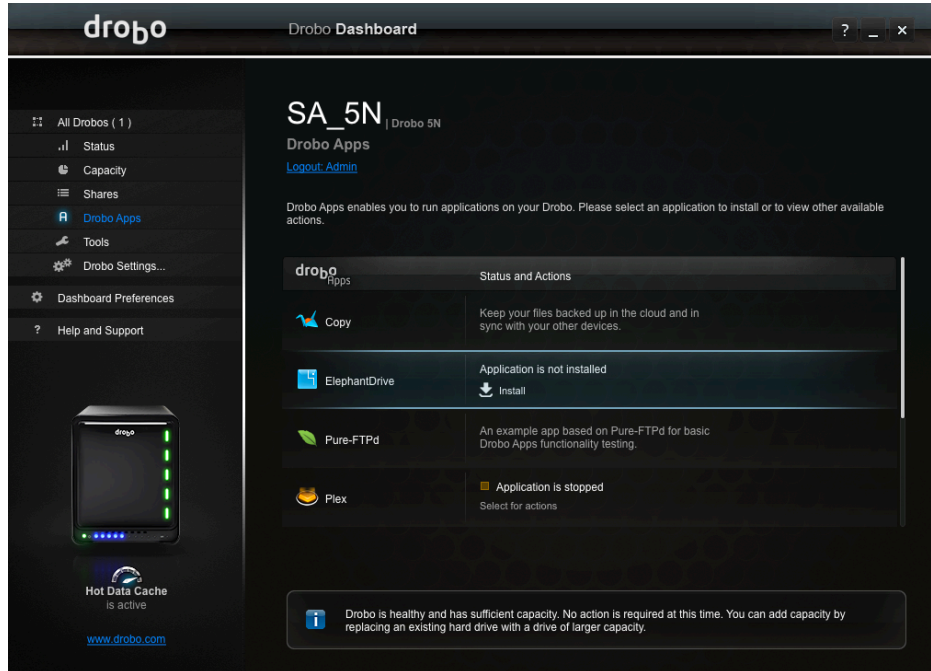 drobo
Drobo Dashboard
? _ ×
All Drobos ( 1 )
Status
Capacity
Shares
Drobo Apps
Tools
Drobo Settings...
Dashboard Preferences
? Help and Support
drobo
Hot Data Cache
is active
www.drobo.com
SA_5N | Drobo 5N
Drobo Apps
Logout: Admin
Drobo Apps enables you to run applications on your Drobo. Please select an application to install or to view other available
actions.
drobo Apps
Status and Actions
Copy
Keep your files backed up in the cloud and in
sync with your other devices.
ElephantDrive
Application is not installed
Install
Pure-FTPd
An example app based on Pure-FTPd for basic
Drobo Apps functionality testing.
Plex
Application is stopped
Select for actions
Drobo is healthy and has sufficient capacity. No action is required at this time. You can add capacity by
replacing an existing hard drive with a drive of larger capacity.